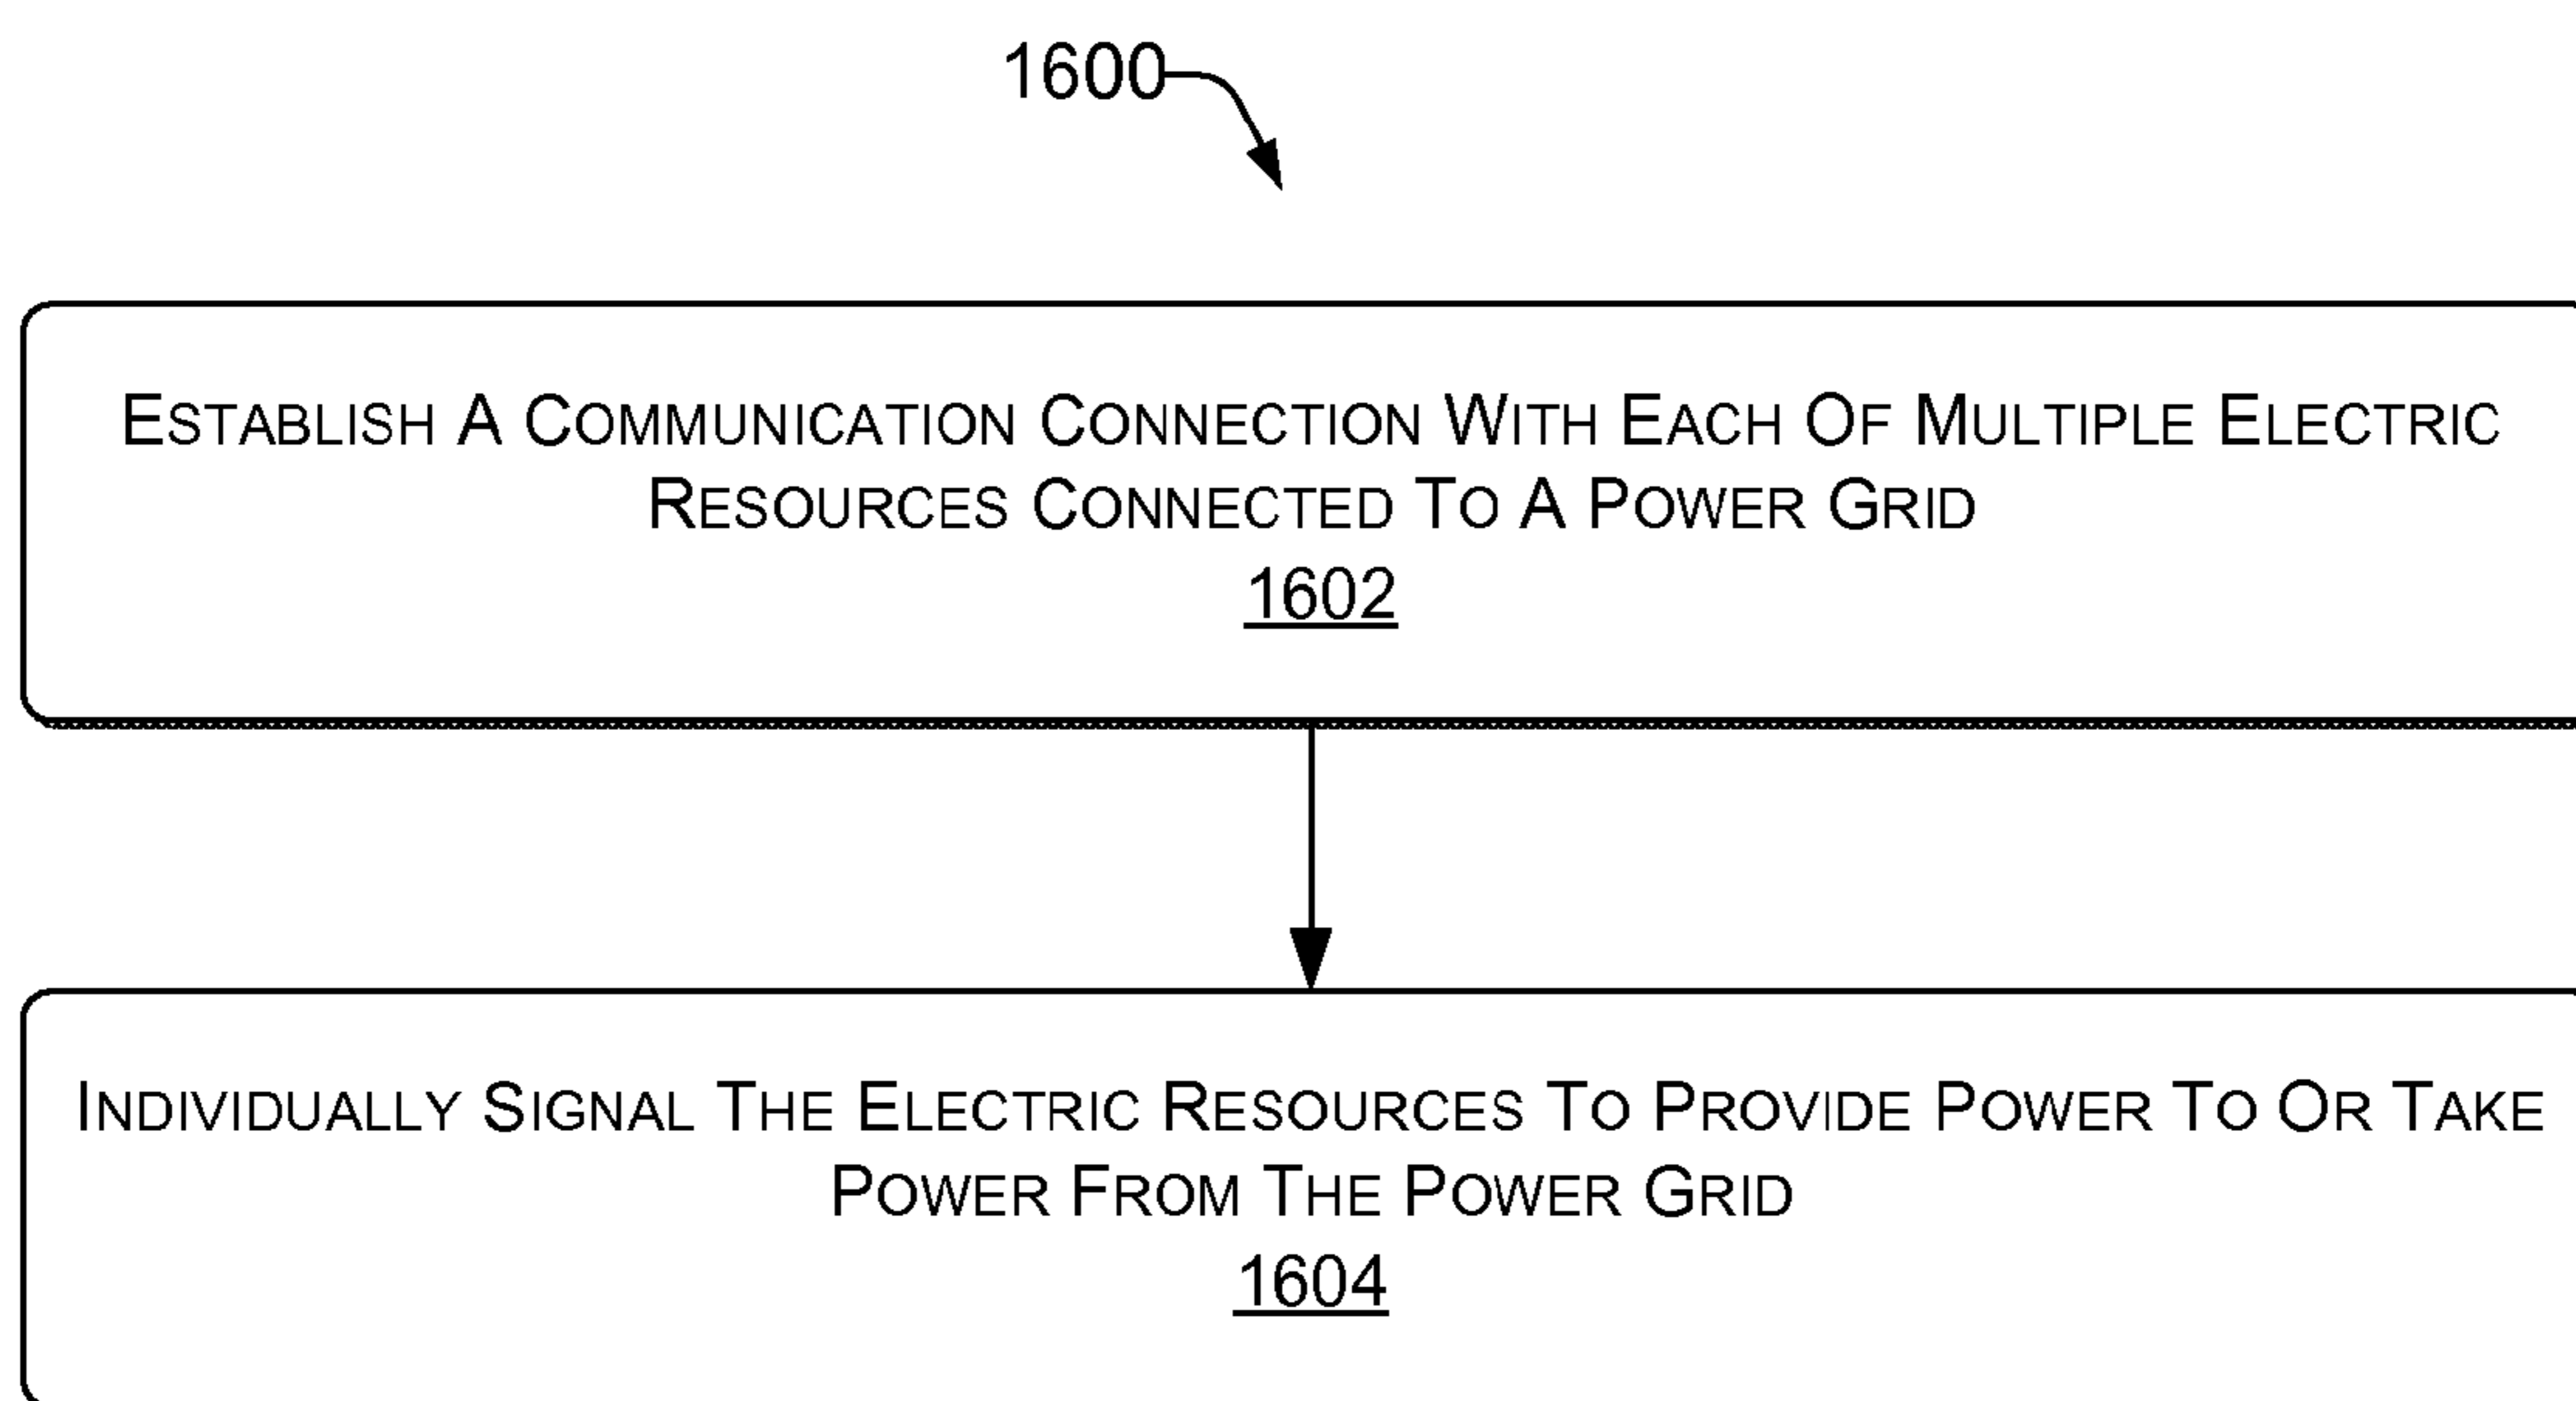 1600
Establish A Communication Connection With Each Of Multiple Electric
Resources Connected To A Power Grid
1602
Individually Signal The Electric Resources To Provide Power To Or Take
Power From The Power Grid
1604